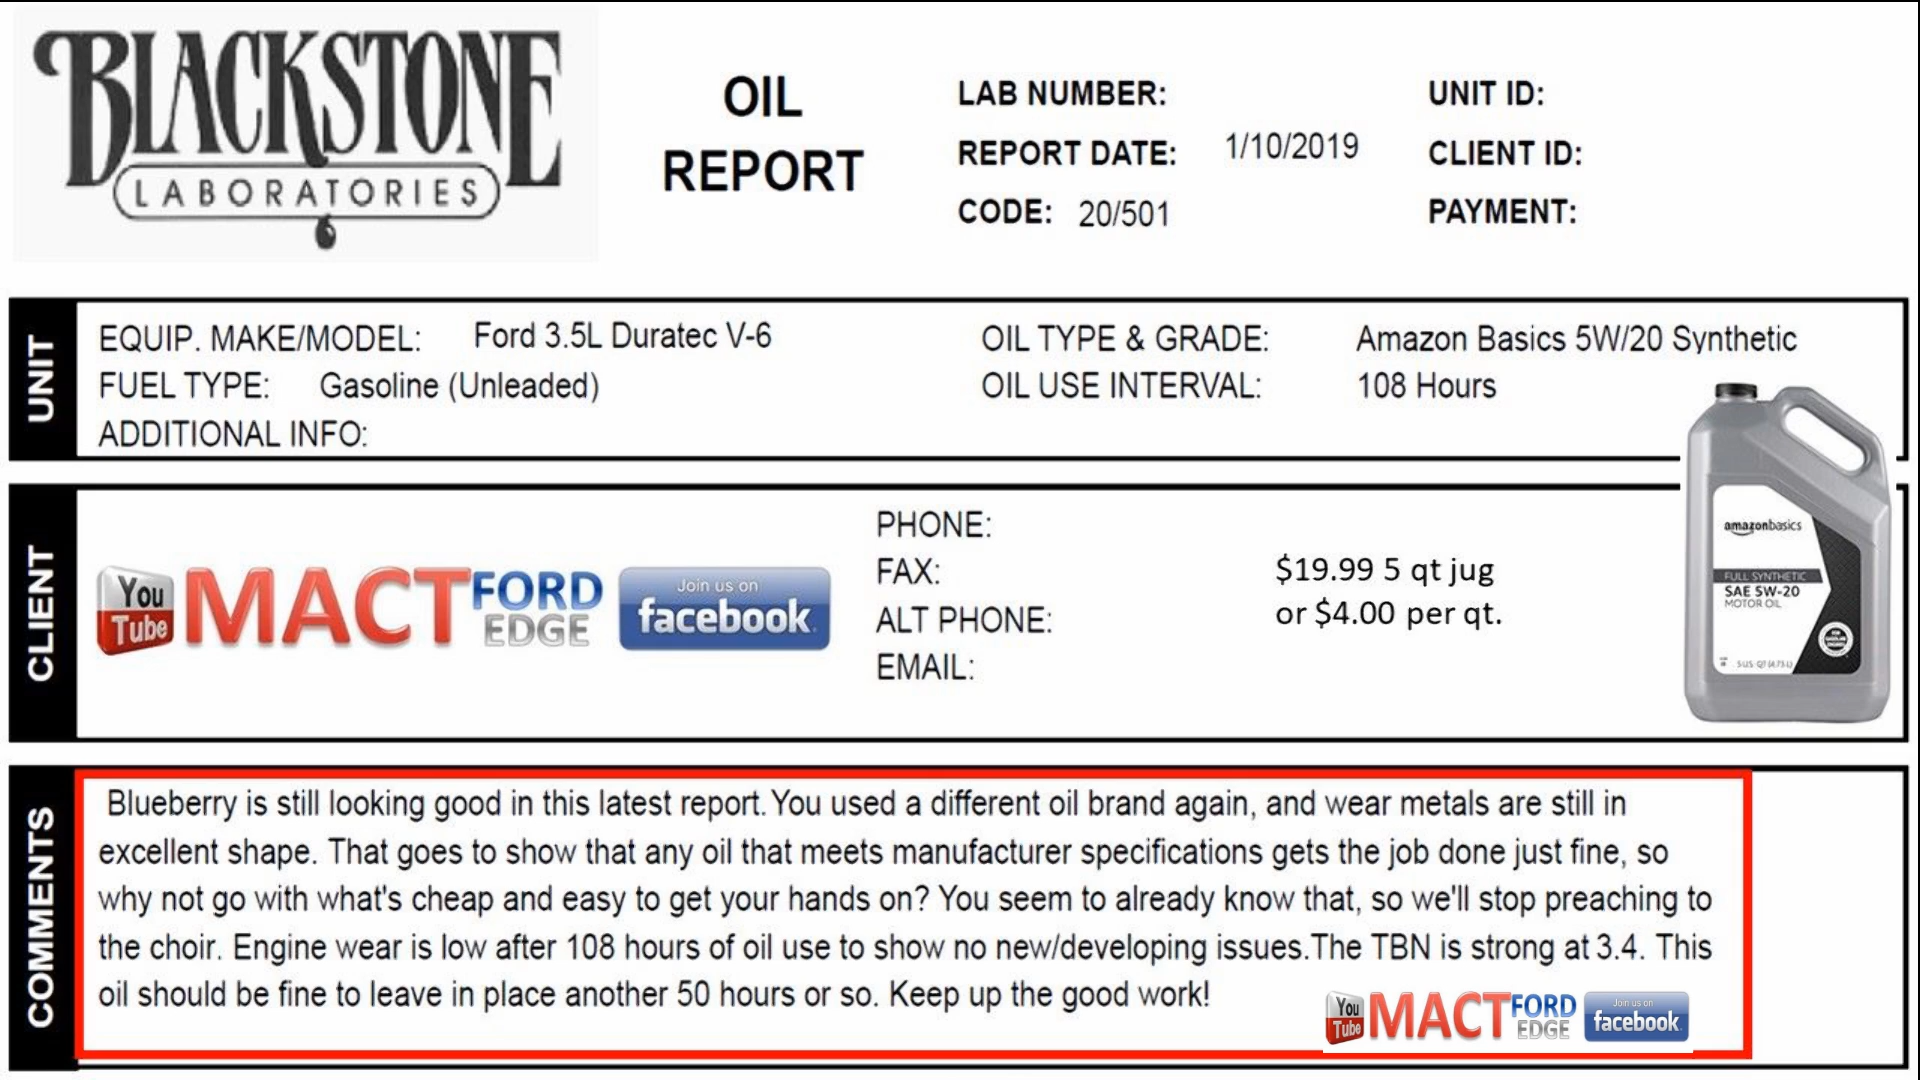 BLACKSTONE
LABORATORIES
OIL
REPORT
LAB NUMBER:
REPORT DATE: 1/10/2019
CODE: 20/501
UNIT ID:
CLIENT ID:
PAYMENT:
UNIT
EQUIP. MAKE/MODEL: Ford 3.5L Duratec V-6
FUEL TYPE: Gasoline (Unleaded)
ADDITIONAL INFO:
OIL TYPE & GRADE: Amazon Basics 5W/20 Synthetic
OIL USE INTERVAL: 108 Hours
CLIENT
You
Tube
MACT
FORD
EDGE
Join us on
facebook
PHONE:
FAX:
ALT PHONE:
EMAIL:
$19.99 5 qt jug
or $4.00 per qt.
amazonbasics
FULL SYNTHETIC
SAE 5W-20
MOTOR OIL
5 US QT (4.73 L)
COMMENTS
Blueberry is still looking good in this latest report. You used a different oil brand again, and wear metals are still in
excellent shape. That goes to show that any oil that meets manufacturer specifications gets the job done just fine, so
why not go with what's cheap and easy to get your hands on? You seem to already know that, so we'll stop preaching to
the choir. Engine wear is low after 108 hours of oil use to show no new/developing issues.The TBN is strong at 3.4. This
oil should be fine to leave in place another 50 hours or so. Keep up the good work!
You
Tube
MACT
FORD
EDGE
Join us on
facebook